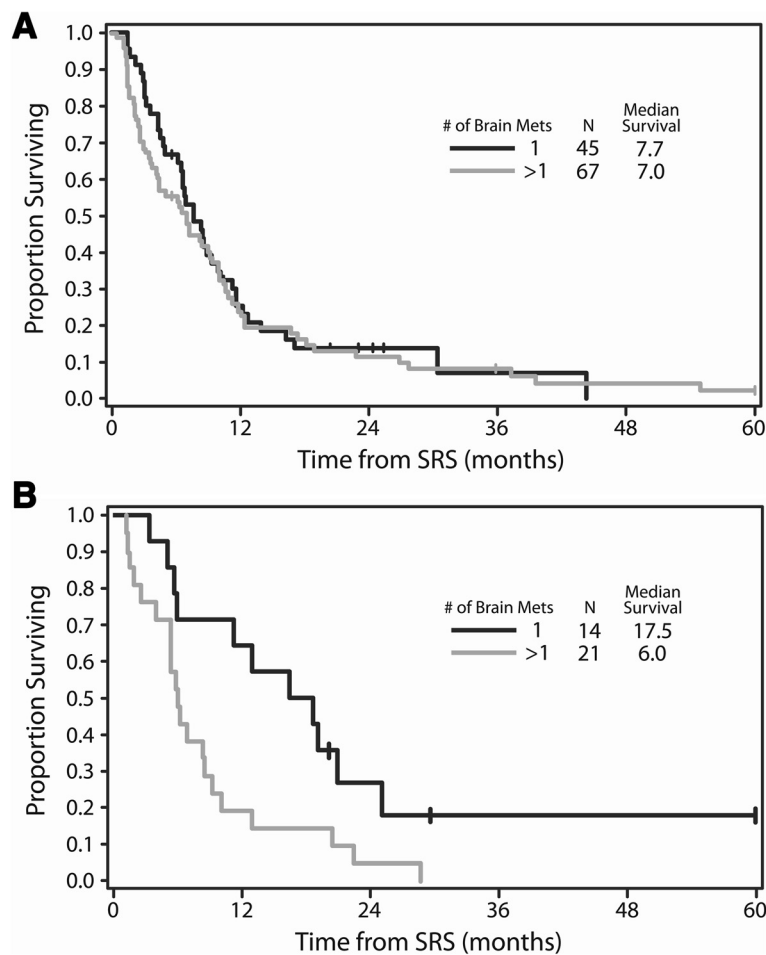 A
1.0
0.9
0.8
0.7
0.6
0.5
0.4
0.3
0.2
0.1
0.0
Proportion Surviving
Median
# of Brain Mets N Survival
1 45 7.7
>1 67 7.0
0 12 24 36 48 60
Time from SRS (months)
B
1.0
0.9
0.8
0.7
0.6
0.5
0.4
0.3
0.2
0.1
0.0
Proportion Surviving
Median
# of Brain Mets N Survival
1 14 17.5
>1 21 6.0
0 12 24 36 48 60
Time from SRS (months)